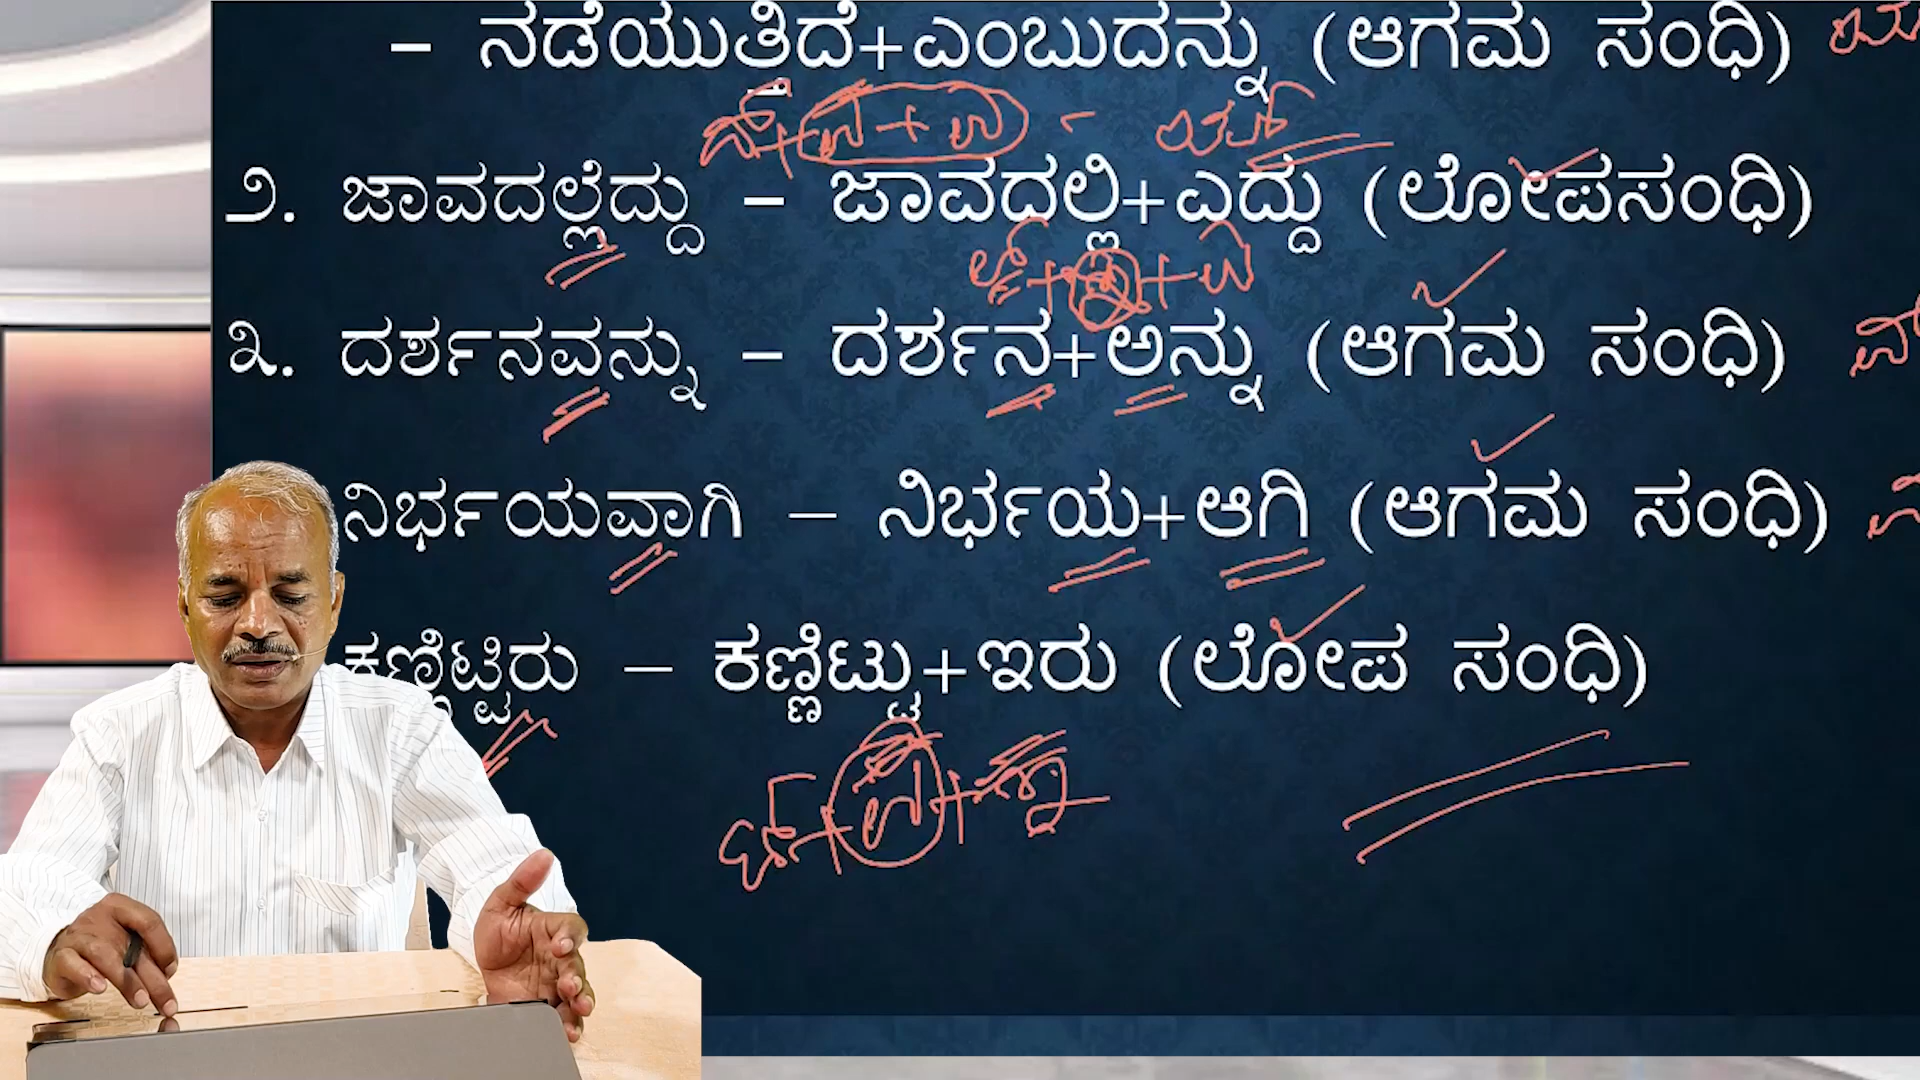 – ನಡೆಯುತ್ತಿದೆ+ಎಂಬುದನ್ನು (ಆಗಮ ಸಂಧಿ)
೨. ಜಾವದಲ್ಲೆದ್ದು – ಜಾವದಲ್ಲಿ+ಎದ್ದು (ಲೋಪಸಂಧಿ)
೩. ದರ್ಶನವನ್ನು – ದರ್ಶನ+ಅನ್ನು (ಆಗಮ ಸಂಧಿ)
ನಿರ್ಭಯವಾಗಿ – ನಿರ್ಭಯ+ಆಗಿ (ಆಗಮ ಸಂಧಿ)
ಕಣ್ಣಿಟ್ಟಿರು – ಕಣ್ಣಿಟ್ಟು+ಇರು (ಲೋಪ ಸಂಧಿ)